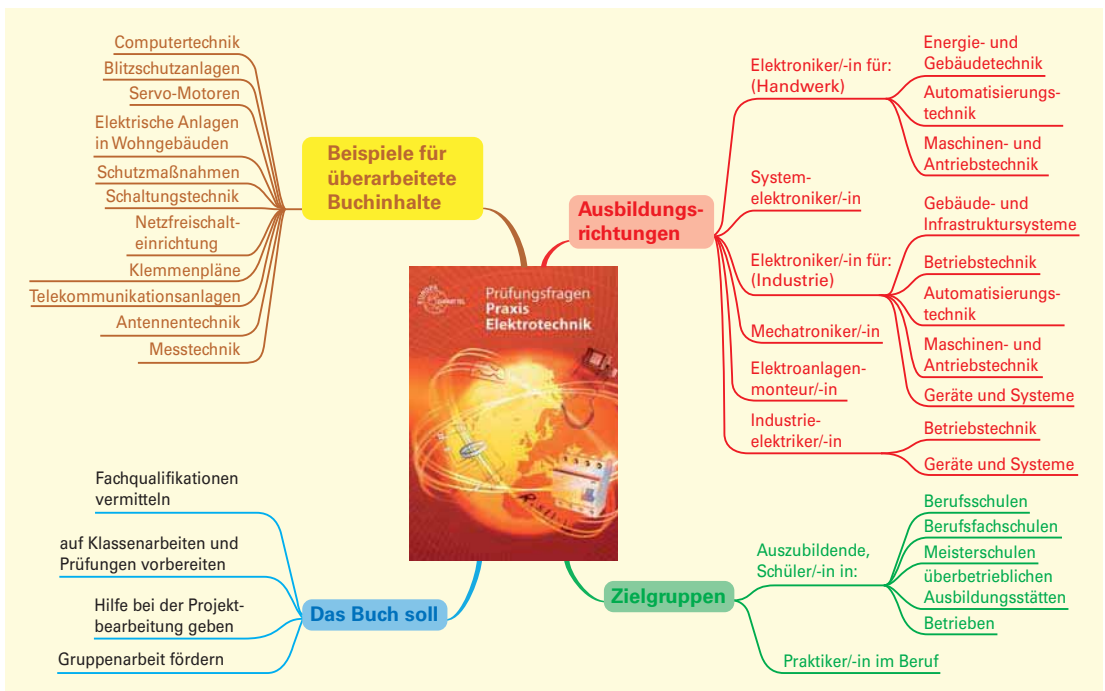 Computertechnik
Blitzschutzanlagen
Servo-Motoren
Elektrische Anlagen
in Wohngebäuden
Schutzmaßnahmen
Schaltungstechnik
Netzfreischalt-
einrichtung
Klemmenpläne
Telekommunikationsanlagen
Antennentechnik
Messtechnik
Beispiele für
überarbeitete
Buchinhalte
Ausbildungs-
richtungen
Elektroniker/-in für:
(Handwerk)
Energie- und
Gebäudetechnik
Automatisierungs-
technik
Maschinen- und
Antriebstechnik
System-
elektroniker/-in
Elektroniker/-in für:
(Industrie)
Gebäude- und
Infrastruktursysteme
Betriebstechnik
Automatisierungs-
technik
Maschinen- und
Antriebstechnik
Geräte und Systeme
Mechatroniker/-in
Elektroanlagen-
monteur/-in
Industrie-
elektriker/-in
Betriebstechnik
Geräte und Systeme
Prüfungsfragen
Praxis
Elektrotechnik
Fachqualifikationen
vermitteln
auf Klassenarbeiten und
Prüfungen vorbereiten
Hilfe bei der Projekt-
bearbeitung geben
Gruppenarbeit fördern
Das Buch soll
Zielgruppen
Auszubildende,
Schüler/-in in:
Berufsschulen
Berufsfachschulen
Meisterschulen
überbetrieblichen
Ausbildungsstätten
Betrieben
Praktiker/-in im Beruf